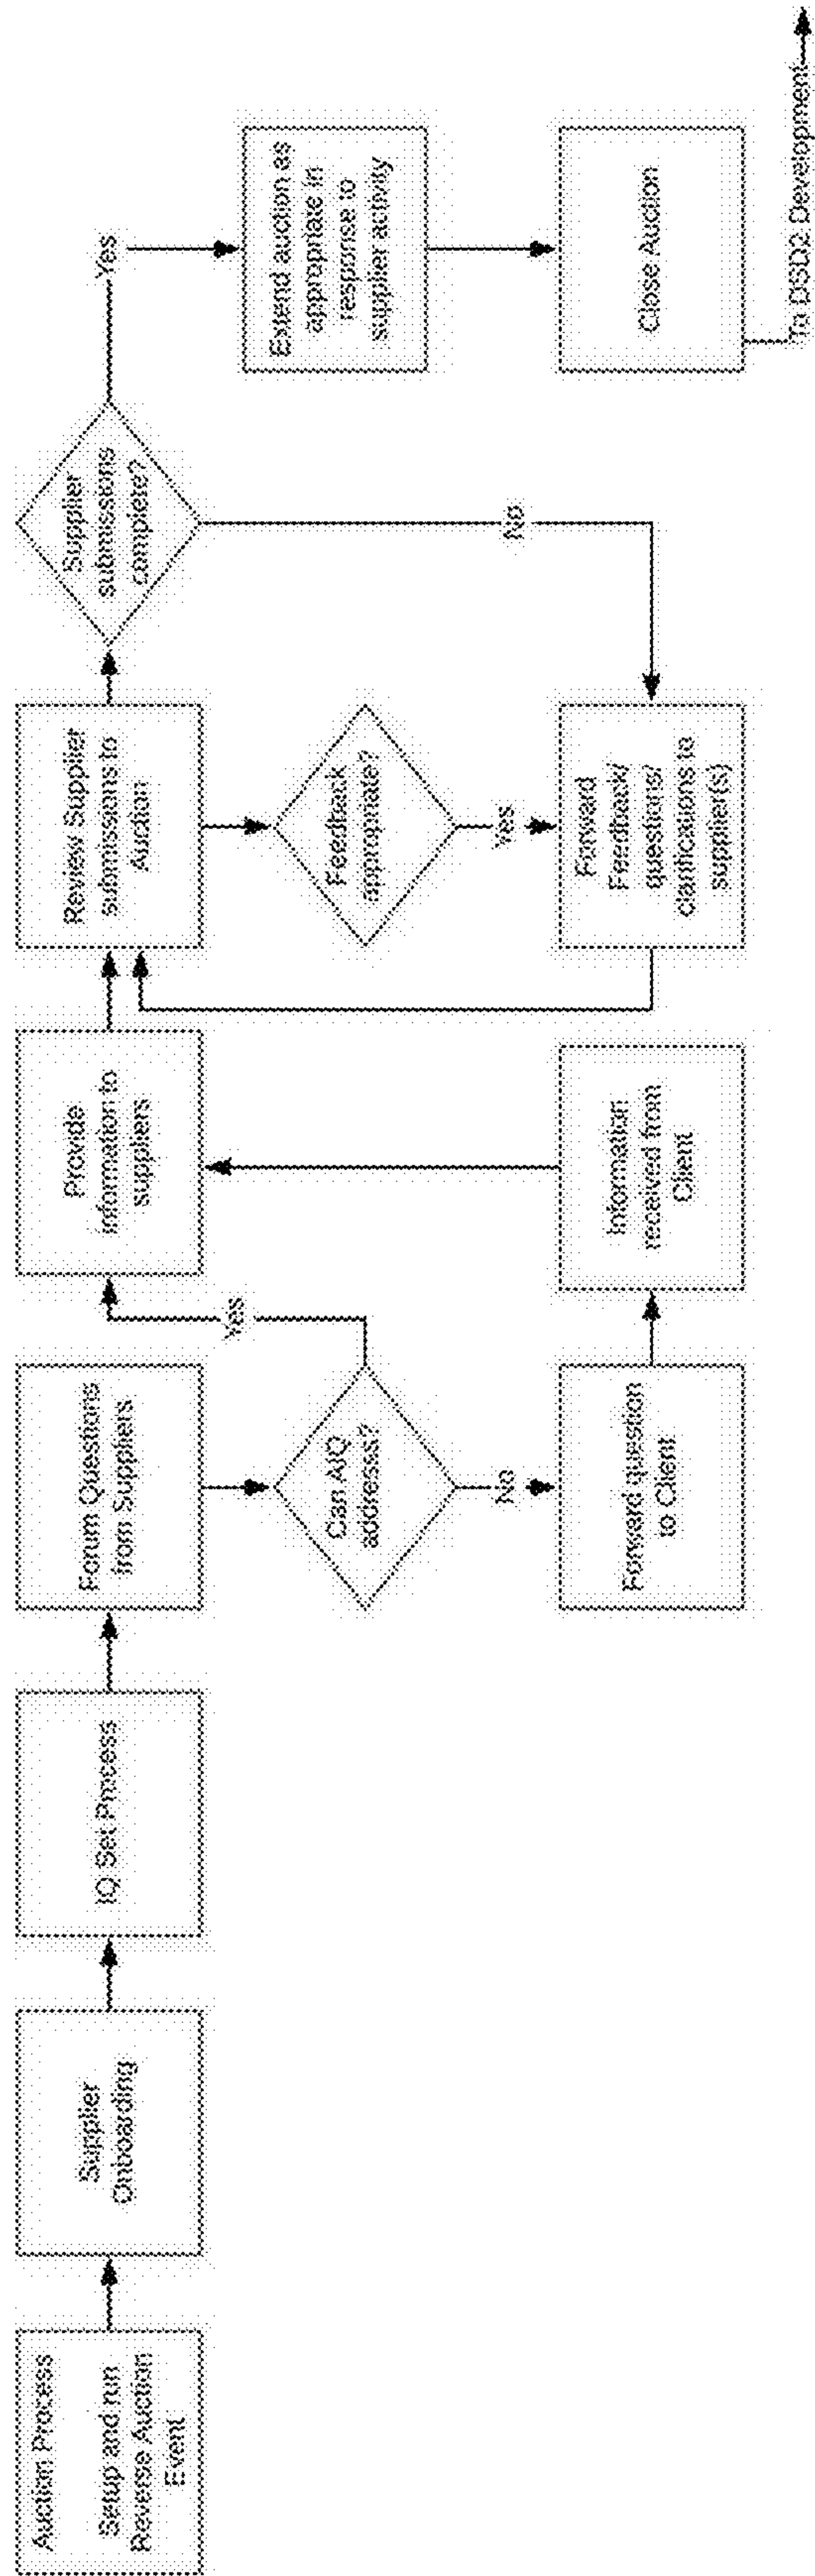 Auction Process
Setup and run
Reverse Auction
Event
Supplier
Onboarding
IQ Set Process
Forum Questions
from Suppliers
Can AIQ
address?
Yes
No
Forward question
to Client
Information
received from
Client
Provide
information to
suppliers
Review Supplier
submissions to
Auction
Feedback
appropriate?
Yes
Forward
Feedback/
questions/
clarifications to
supplier(s)
Supplier
submissions
complete?
No
Yes
Extend auction as
appropriate in
response to
supplier activity
Close Auction
To DSD2 Development